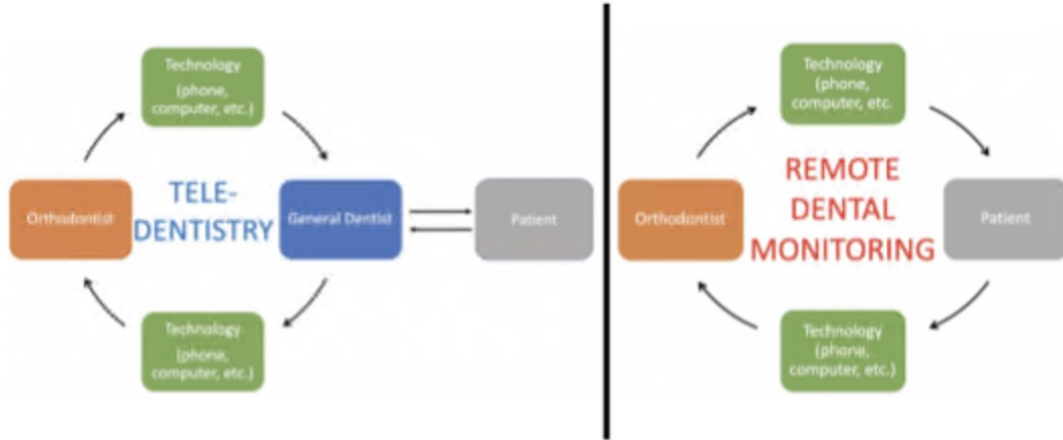 Technology
(phone,
computer, etc.)
Orthodontist
TELE-
DENTISTRY
General Dentist
Patient
Technology
(phone,
computer, etc.)
Technology
(phone,
computer, etc.
Orthodontist
REMOTE
DENTAL
MONITORING
Patient
Technology
(phone,
computer, etc.)